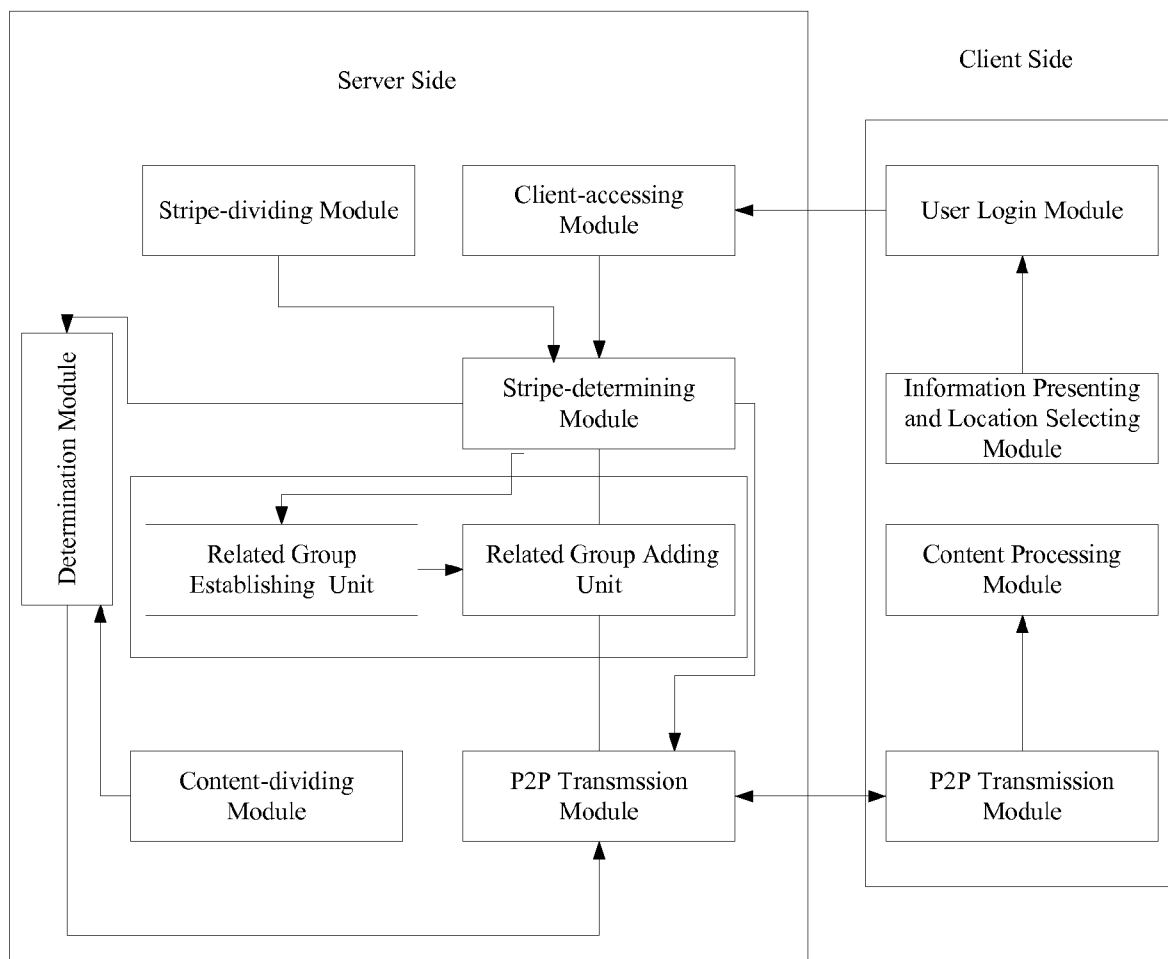 Server Side
Client Side
Stripe-dividing Module
Client-accessing
Module
User Login Module
Determination Module
Stripe-determining
Module
Information Presenting
and Location Selecting
Module
Related Group
Establishing Unit
Related Group Adding
Unit
Content Processing
Module
Content-dividing
Module
P2P Transmssion
Module
P2P Transmission
Module